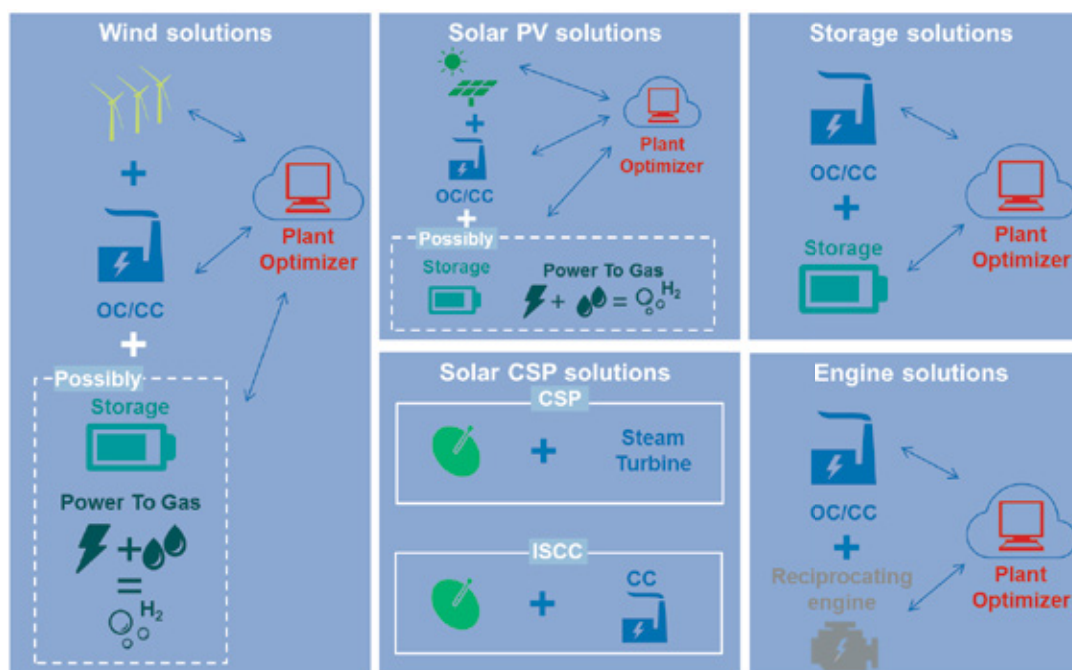 Wind solutions
Plant
Optimizer
OC/CC
Possibly
Storage
Power To Gas
H2
Solar PV solutions
Plant
Optimizer
OC/CC
Possibly
Storage
Power To Gas
H2
Storage solutions
OC/CC
Storage
Plant
Optimizer
Solar CSP solutions
CSP
Steam
Turbine
ISCC
CC
Engine solutions
OC/CC
Reciprocating
engine
Plant
Optimizer